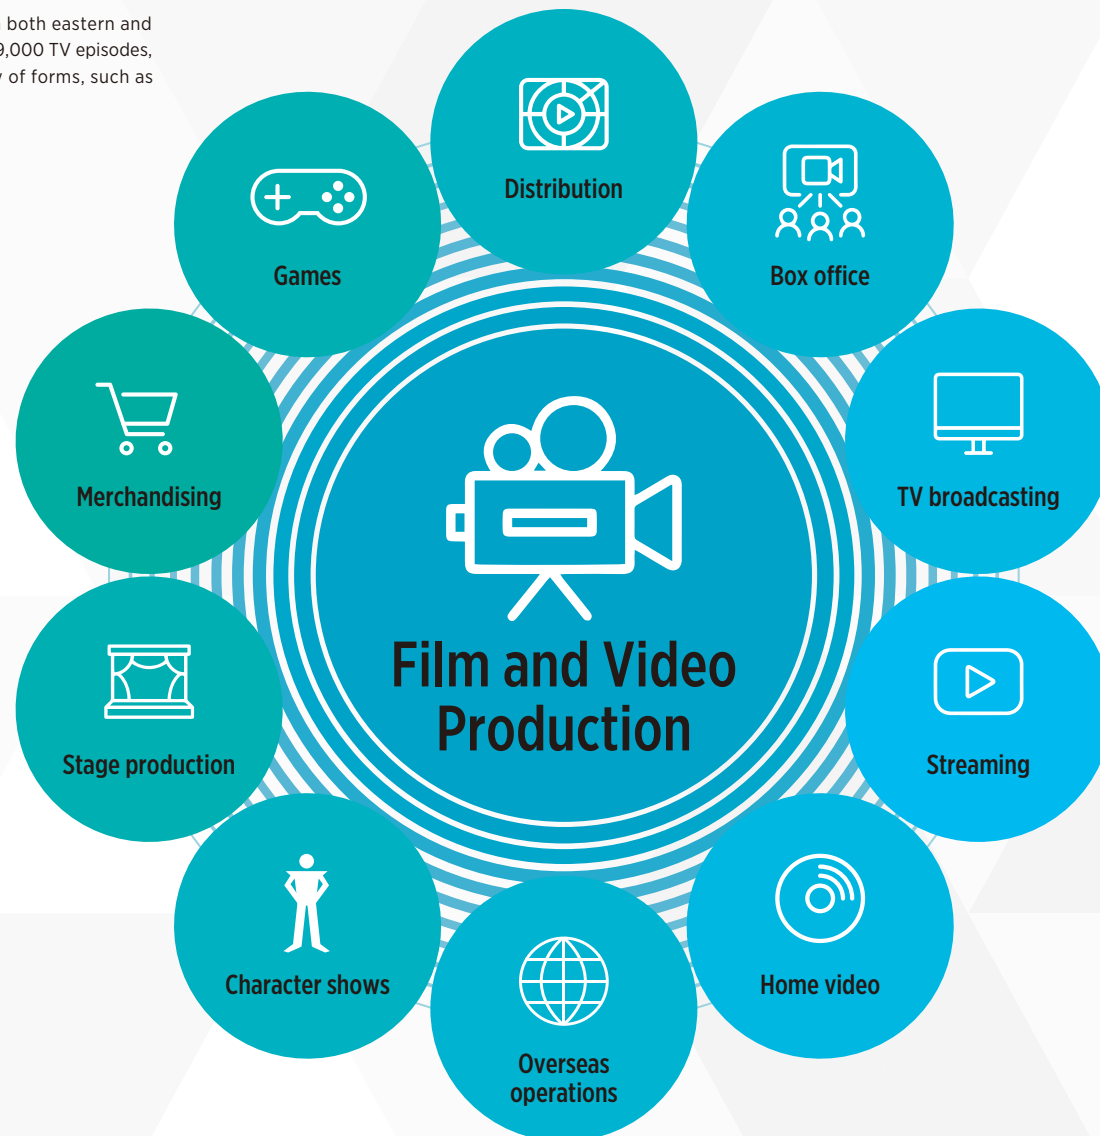 both eastern and
9,000 TV episodes,
of forms, such as
Distribution
Box office
Games
TV broadcasting
Merchandising
Film and Video
Production
Stage production
Streaming
Character shows
Home video
Overseas
operations